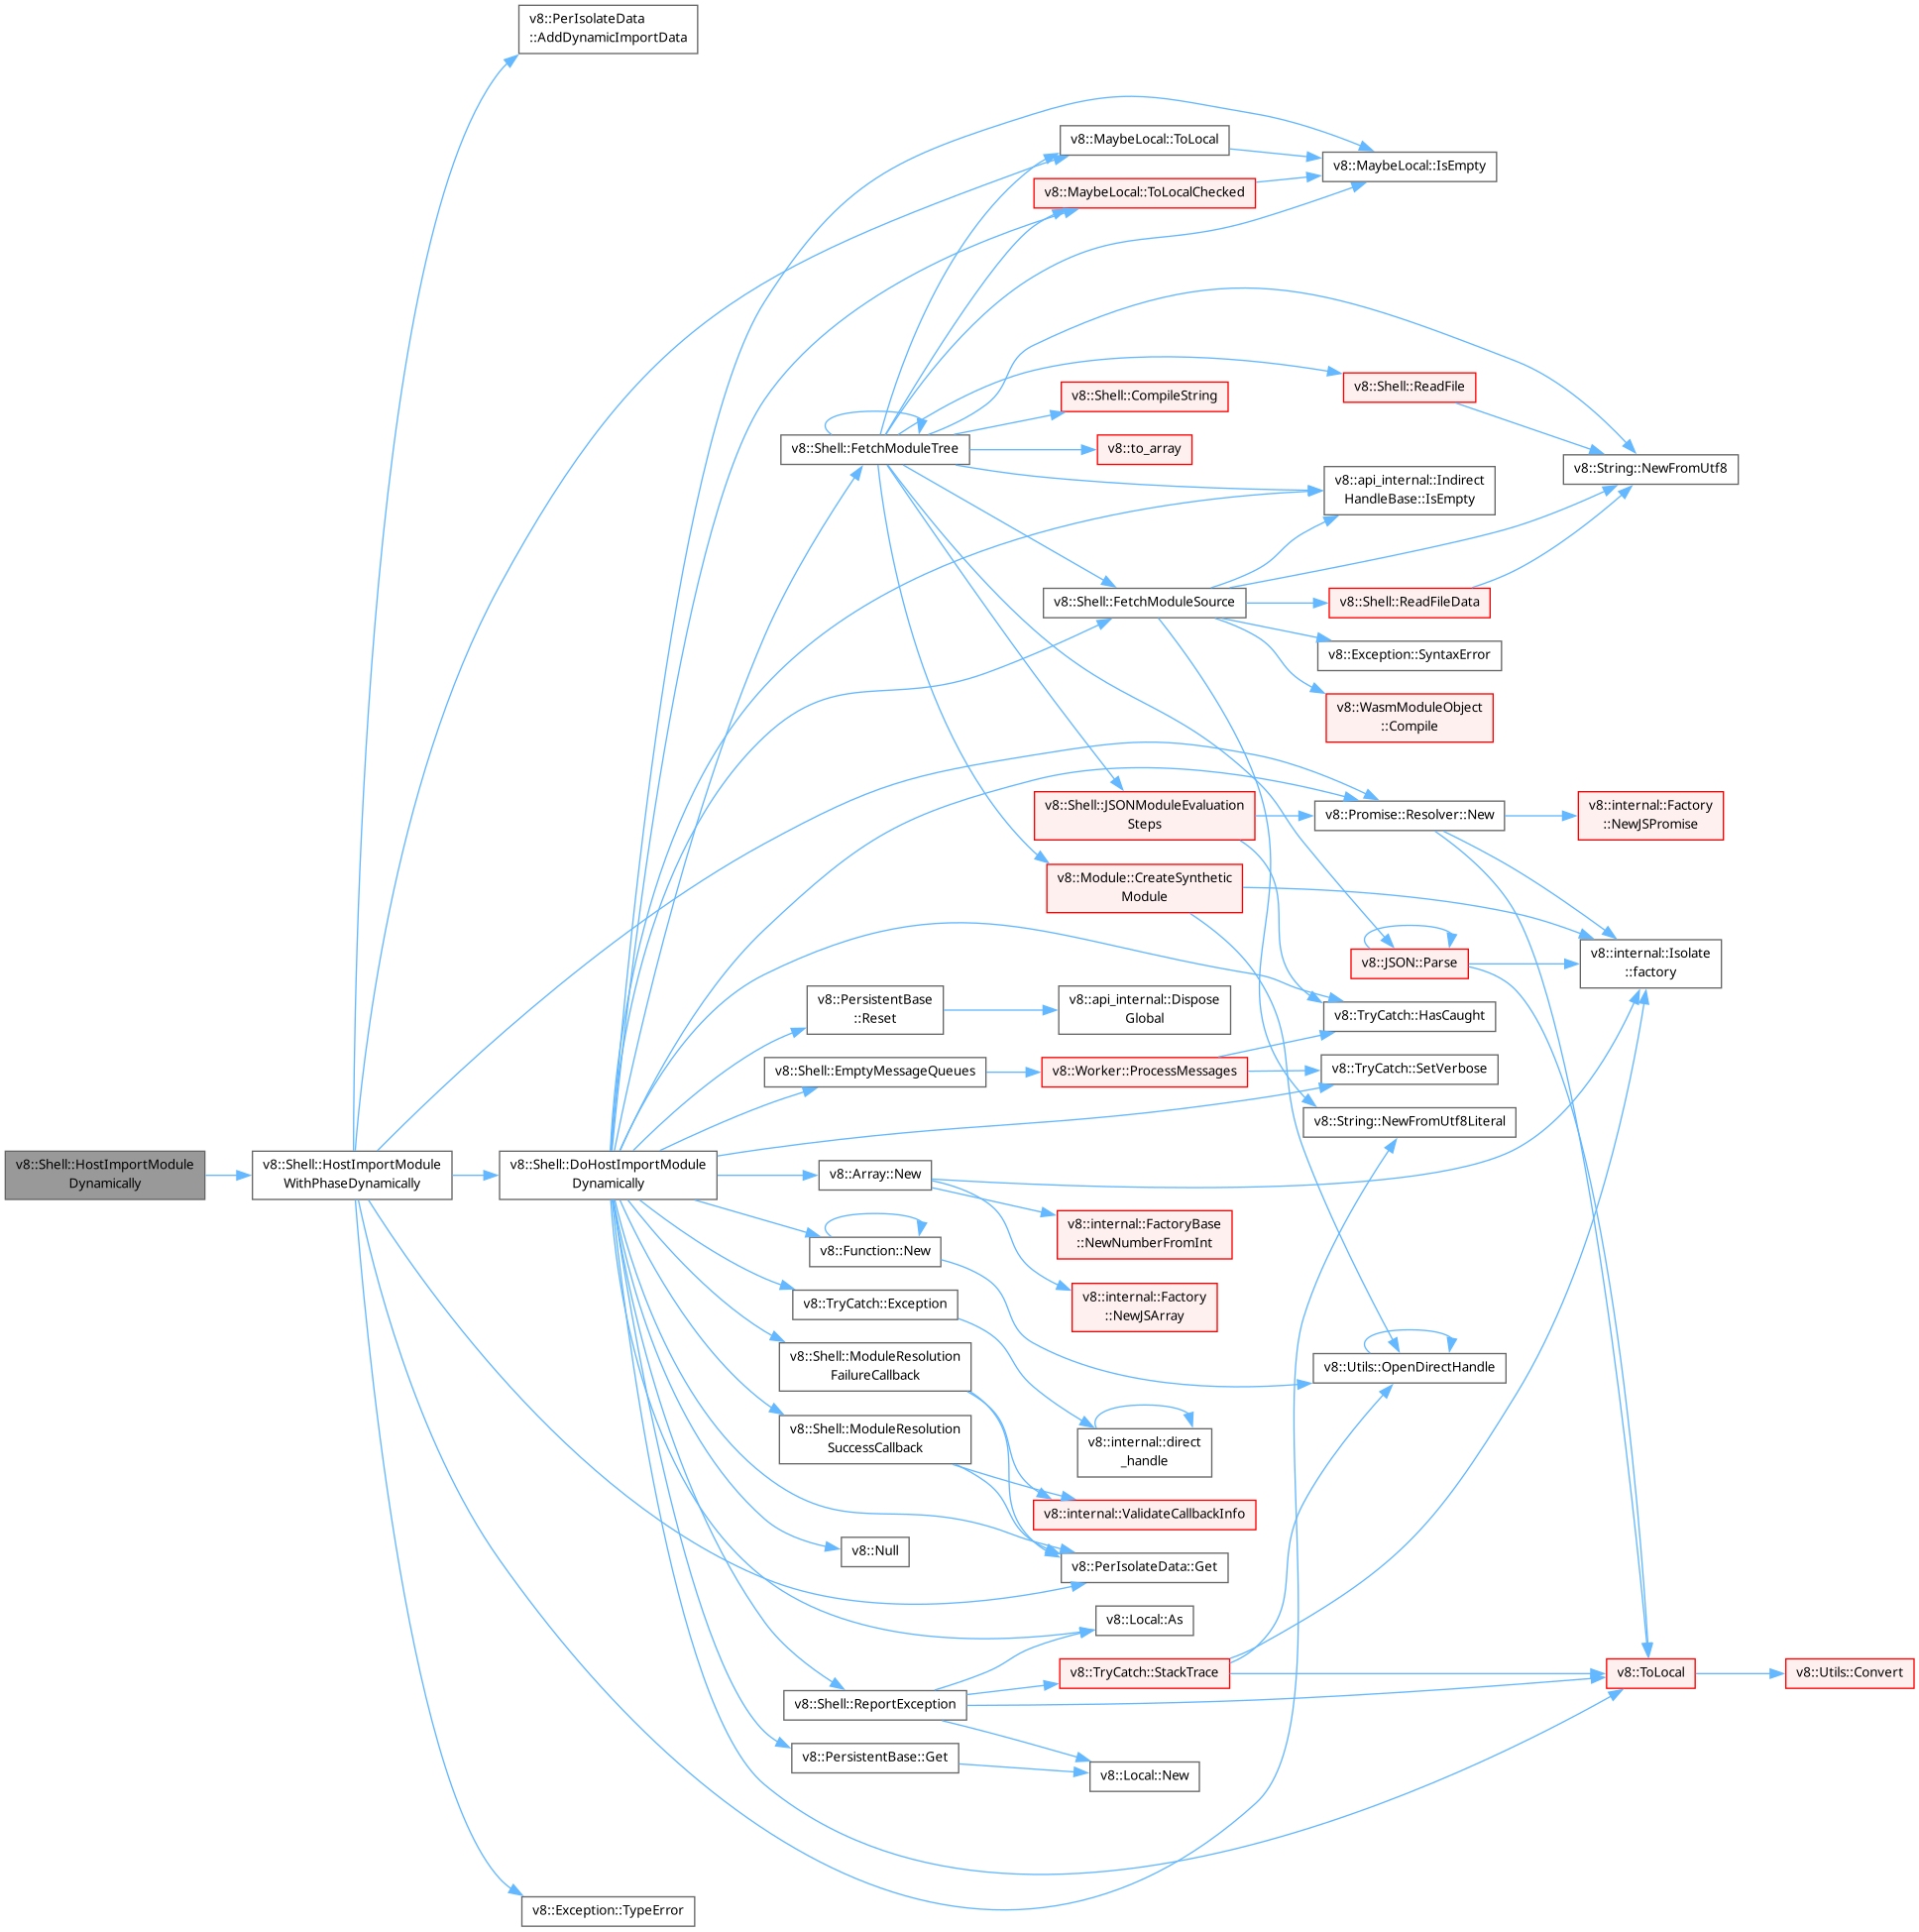 v8::PerIsolateData
::AddDynamicImportData
v8::MaybeLocal::ToLocal
v8::MaybeLocal::IsEmpty
v8::MaybeLocal::ToLocalChecked
v8::Shell::ReadFile
v8::Shell::CompileString
v8::Shell::FetchModuleTree
v8::to_array
v8::String::NewFromUtf8
v8::api_internal::Indirect
HandleBase::IsEmpty
v8::Shell::FetchModuleSource
v8::Shell::ReadFileData
v8::Exception::SyntaxError
v8::WasmModuleObject
::Compile
v8::Shell::JSONModuleEvaluation
Steps
v8::Promise::Resolver::New
v8::internal::Factory
::NewJSPromise
v8::Module::CreateSynthetic
Module
v8::JSON::Parse
v8::internal::Isolate
::factory
v8::PersistentBase
::Reset
v8::api_internal::Dispose
Global
v8::TryCatch::HasCaught
v8::Shell::EmptyMessageQueues
v8::Worker::ProcessMessages
v8::TryCatch::SetVerbose
v8::String::NewFromUtf8Literal
v8::Shell::HostImportModule
Dynamically
v8::Shell::HostImportModule
WithPhaseDynamically
v8::Shell::DoHostImportModule
Dynamically
v8::Array::New
v8::internal::FactoryBase
::NewNumberFromInt
v8::Function::New
v8::TryCatch::Exception
v8::internal::Factory
::NewJSArray
v8::Shell::ModuleResolution
FailureCallback
v8::Utils::OpenDirectHandle
v8::Shell::ModuleResolution
SuccessCallback
v8::internal::direct
_handle
v8::internal::ValidateCallbackInfo
v8::Null
v8::PerIsolateData::Get
v8::Local::As
v8::TryCatch::StackTrace
v8::ToLocal
v8::Utils::Convert
v8::Shell::ReportException
v8::PersistentBase::Get
v8::Local::New
v8::Exception::TypeError